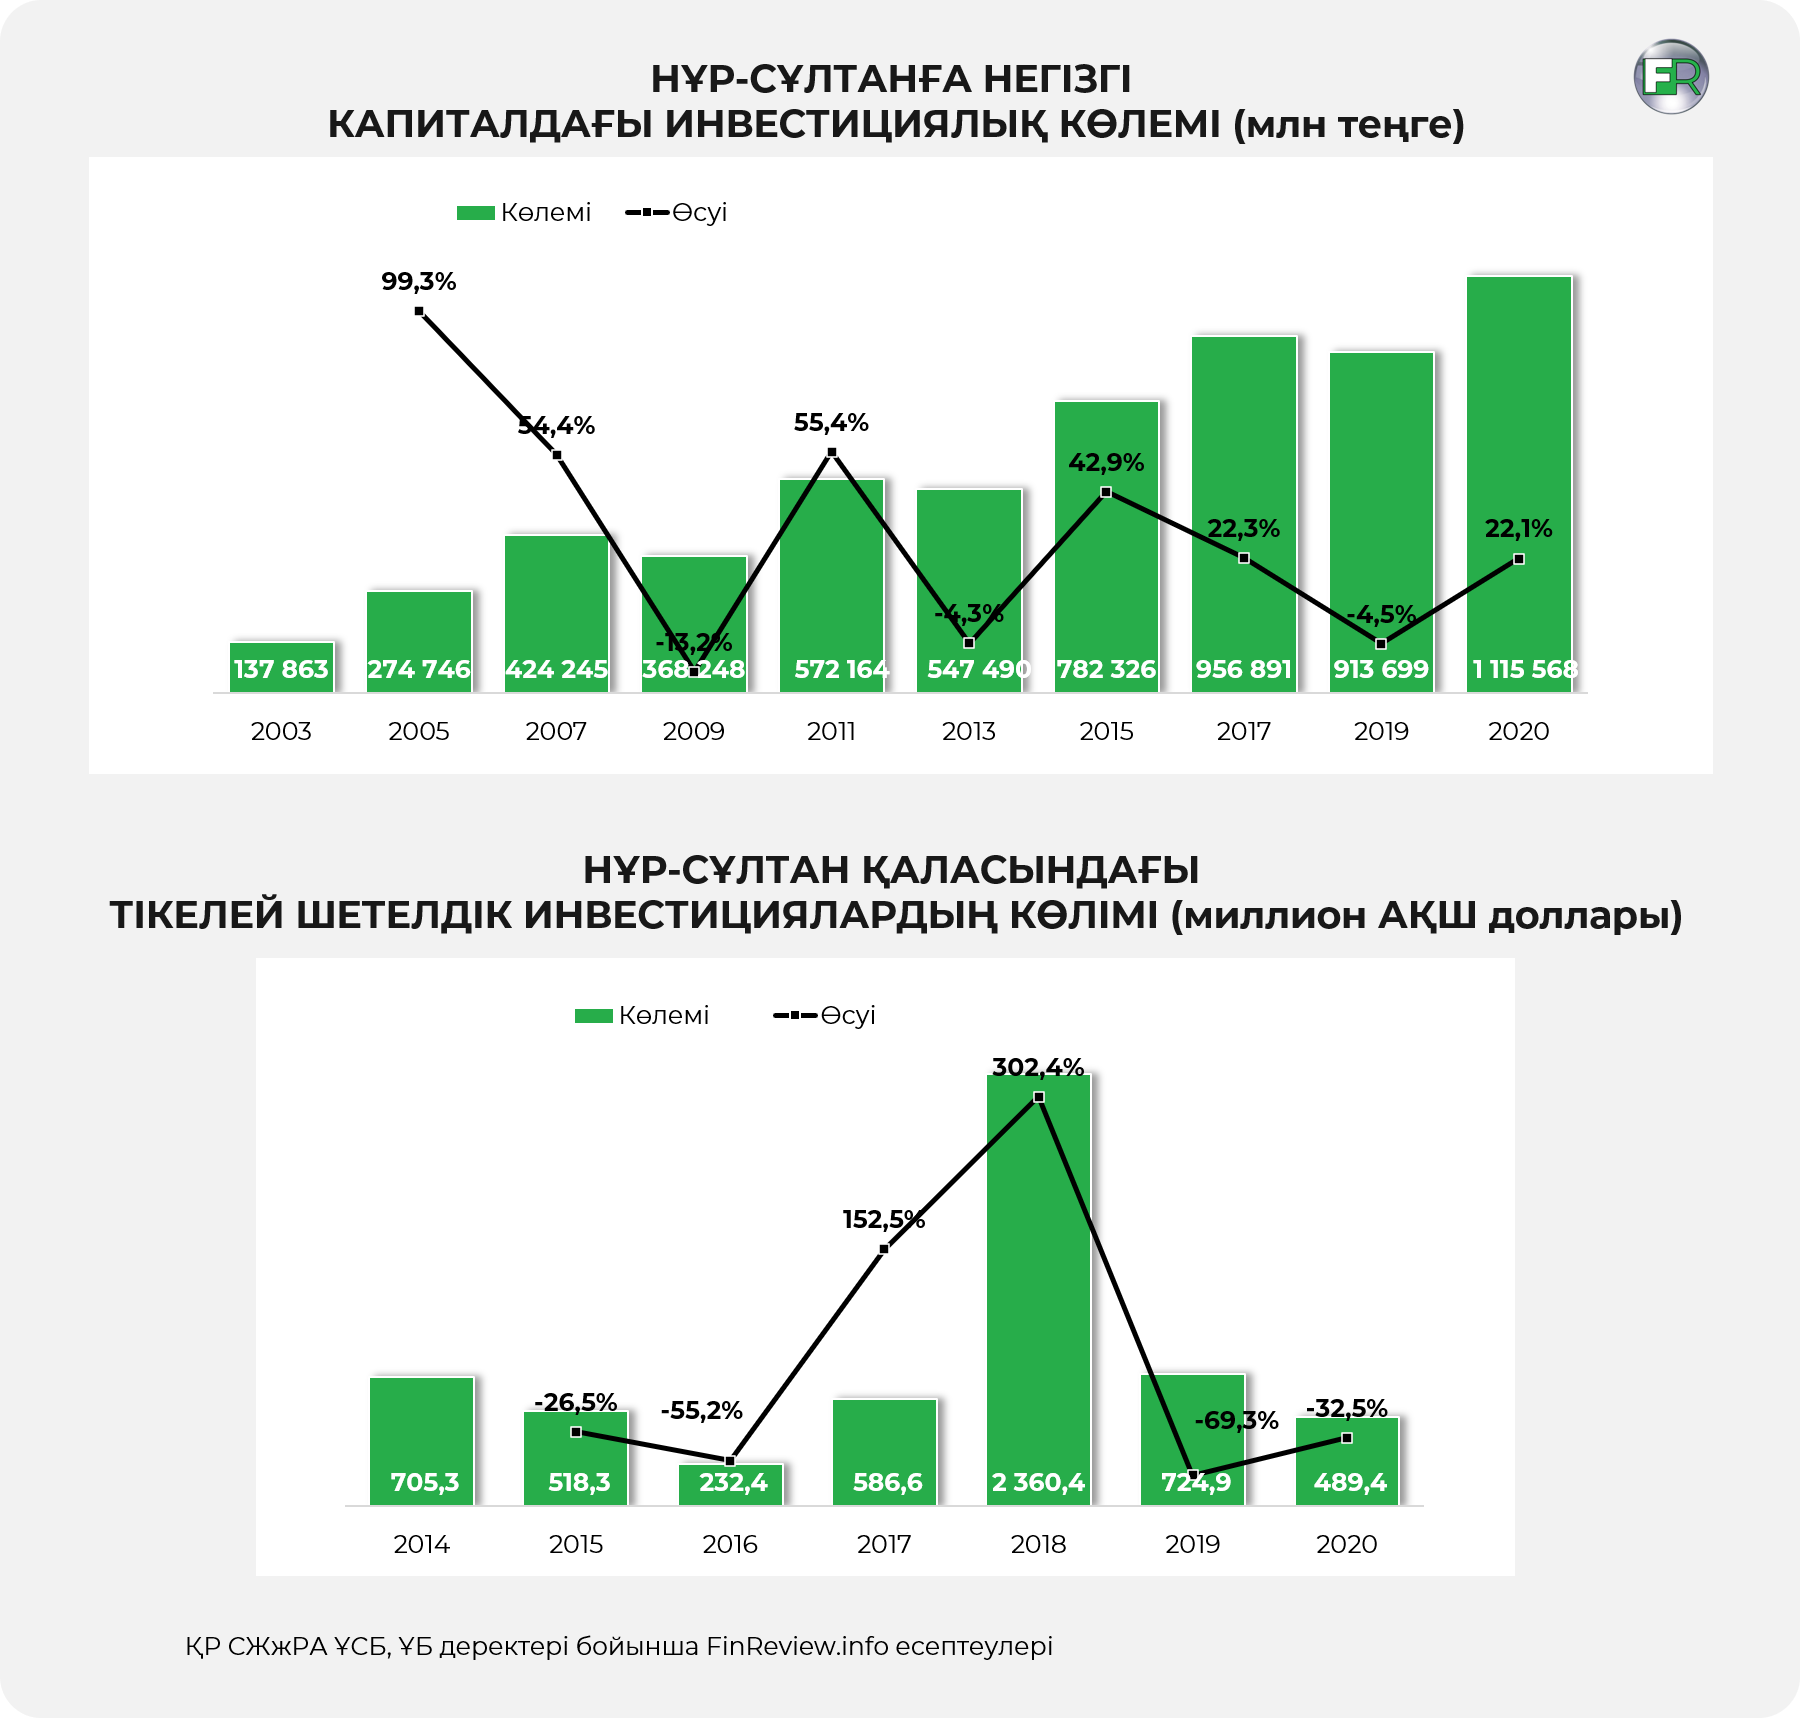 НҰР-СҰЛТАНҒА НЕГІЗГІ
КАПИТАЛДАҒЫ ИНВЕСТИЦИЯЛЫҚ КӨЛЕМІ (млн теңге)
FR
Көлемі Өсуі
99,3%
54,4%
55,4%
42,9%
22,3%
22,1%
-13,2%
-4,3%
-4,5%
137 863 274 746 424 245 368 248 572 164 547 490 782 326 956 891 913 699 1 115 568
2003 2005 2007 2009 2011 2013 2015 2017 2019 2020
НҰР-СҰЛТАН ҚАЛАСЫНДАҒЫ
ТІКЕЛЕЙ ШЕТЕЛДІК ИНВЕСТИЦИЯЛАРДЫҢ КӨЛІМІ (миллион АҚШ доллары)
Көлемі Өсуі
302,4%
152,5%
-26,5% -55,2% -69,3% -32,5%
705,3 518,3 232,4 586,6 2 360,4 724,9 489,4
2014 2015 2016 2017 2018 2019 2020
ҚР СЖжРА ҰСБ, ҰБ деректері бойынша FinReview.info есептеулері